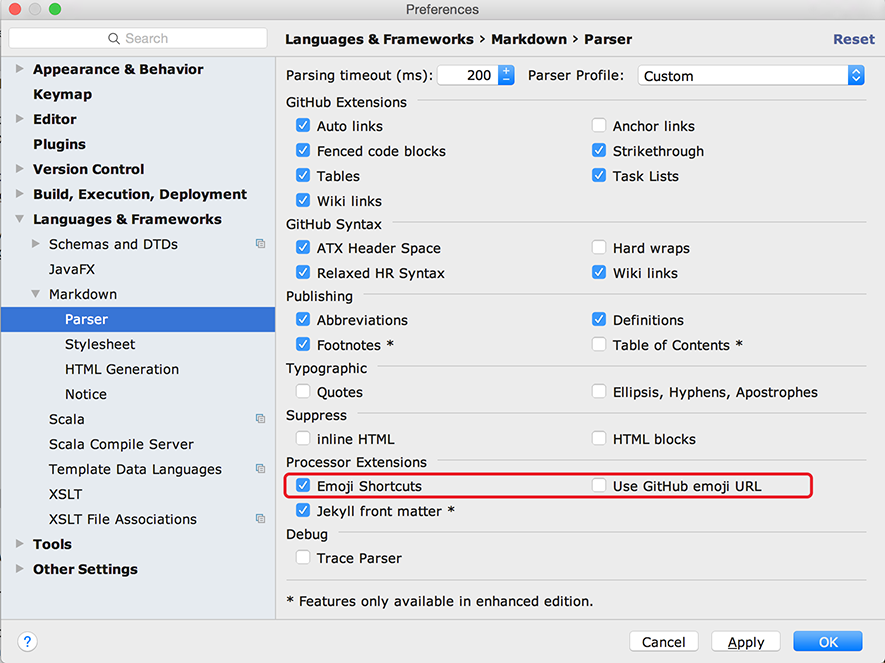 Preferences
Search
Languages & Frameworks › Markdown › Parser
Reset
Appearance & Behavior
Keymap
Editor
Plugins
Version Control
Build, Execution, Deployment
Languages & Frameworks
Schemas and DTDs
JavaFX
Markdown
Parser
Stylesheet
HTML Generation
Notice
Scala
Scala Compile Server
Template Data Languages
XSLT
XSLT File Associations
Tools
Other Settings
Parsing timeout (ms): 200 Parser Profile: Custom
GitHub Extensions
Auto links Anchor links
Fenced code blocks Strikethrough
Tables Task Lists
Wiki links
GitHub Syntax
ATX Header Space Hard wraps
Relaxed HR Syntax Wiki links
Publishing
Abbreviations Definitions
Footnotes * Table of Contents *
Typographic
Quotes Ellipsis, Hyphens, Apostrophes
Suppress
inline HTML HTML blocks
Processor Extensions
Emoji Shortcuts Use GitHub emoji URL
Jekyll front matter *
Debug
Trace Parser
* Features only available in enhanced edition.
? Cancel Apply OK